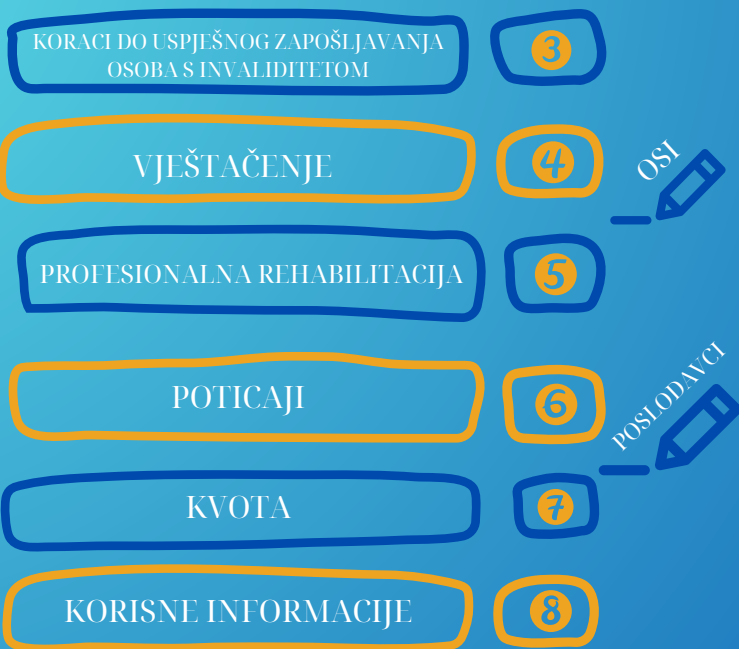 KORACI DO USPJEŠNOG ZAPOŠLJAVANJA
OSOBA S INVALIDITETOM
3
VJEŠTAČENJE
4
OSI
PROFESIONALNA REHABILITACIJA
5
POTICAJI
6
POSLODAVCI
KVOTA
7
KORISNE INFORMACIJE
8